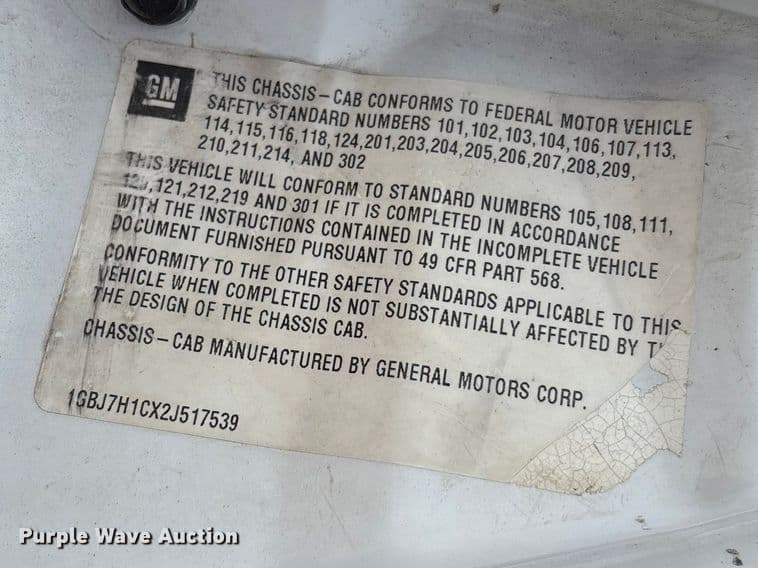 GM
THIS CHASSIS-CAB CONFORMS TO FEDERAL MOTOR VEHICLE
SAFETY STANDARD NUMBERS 101,102,103,104,106,107,113,
114,115,116,118,124,201,203,204,205,206,207,208,209,
210,211,214, AND 302
THIS VEHICLE WILL CONFORM TO STANDARD NUMBERS 105,108,111,
120,121,212,219 AND 301 IF IT IS COMPLETED IN ACCORDANCE
WITH THE INSTRUCTIONS CONTAINED IN THE INCOMPLETE VEHICLE
DOCUMENT FURNISHED PURSUANT TO 49 CFR PART 568.
CONFORMITY TO THE OTHER SAFETY STANDARDS APPLICABLE TO THIS
VEHICLE WHEN COMPLETED IS NOT SUBSTANTIALLY AFFECTED BY
THE DESIGN OF THE CHASSIS CAB.
CHASSIS-CAB MANUFACTURED BY GENERAL MOTORS CORP.
1GBJ7H1CX2J517539
Purple Wave Auction